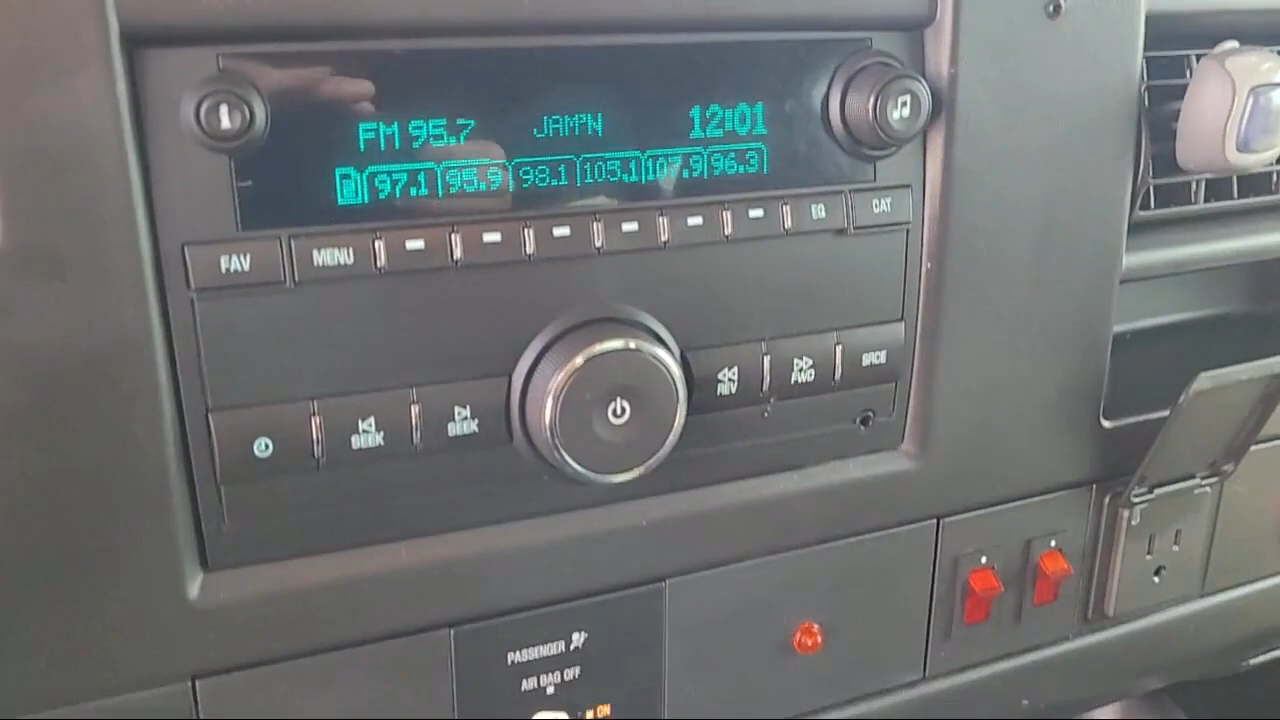 FM 95.7 JAM'N 12:01
97.1 95.9 98.1 105.1 107.9 96.3
FAV MENU EQ CAT
SEEK SEEK REV FWD SRCE
PASSENGER
AIR BAG OFF
ON